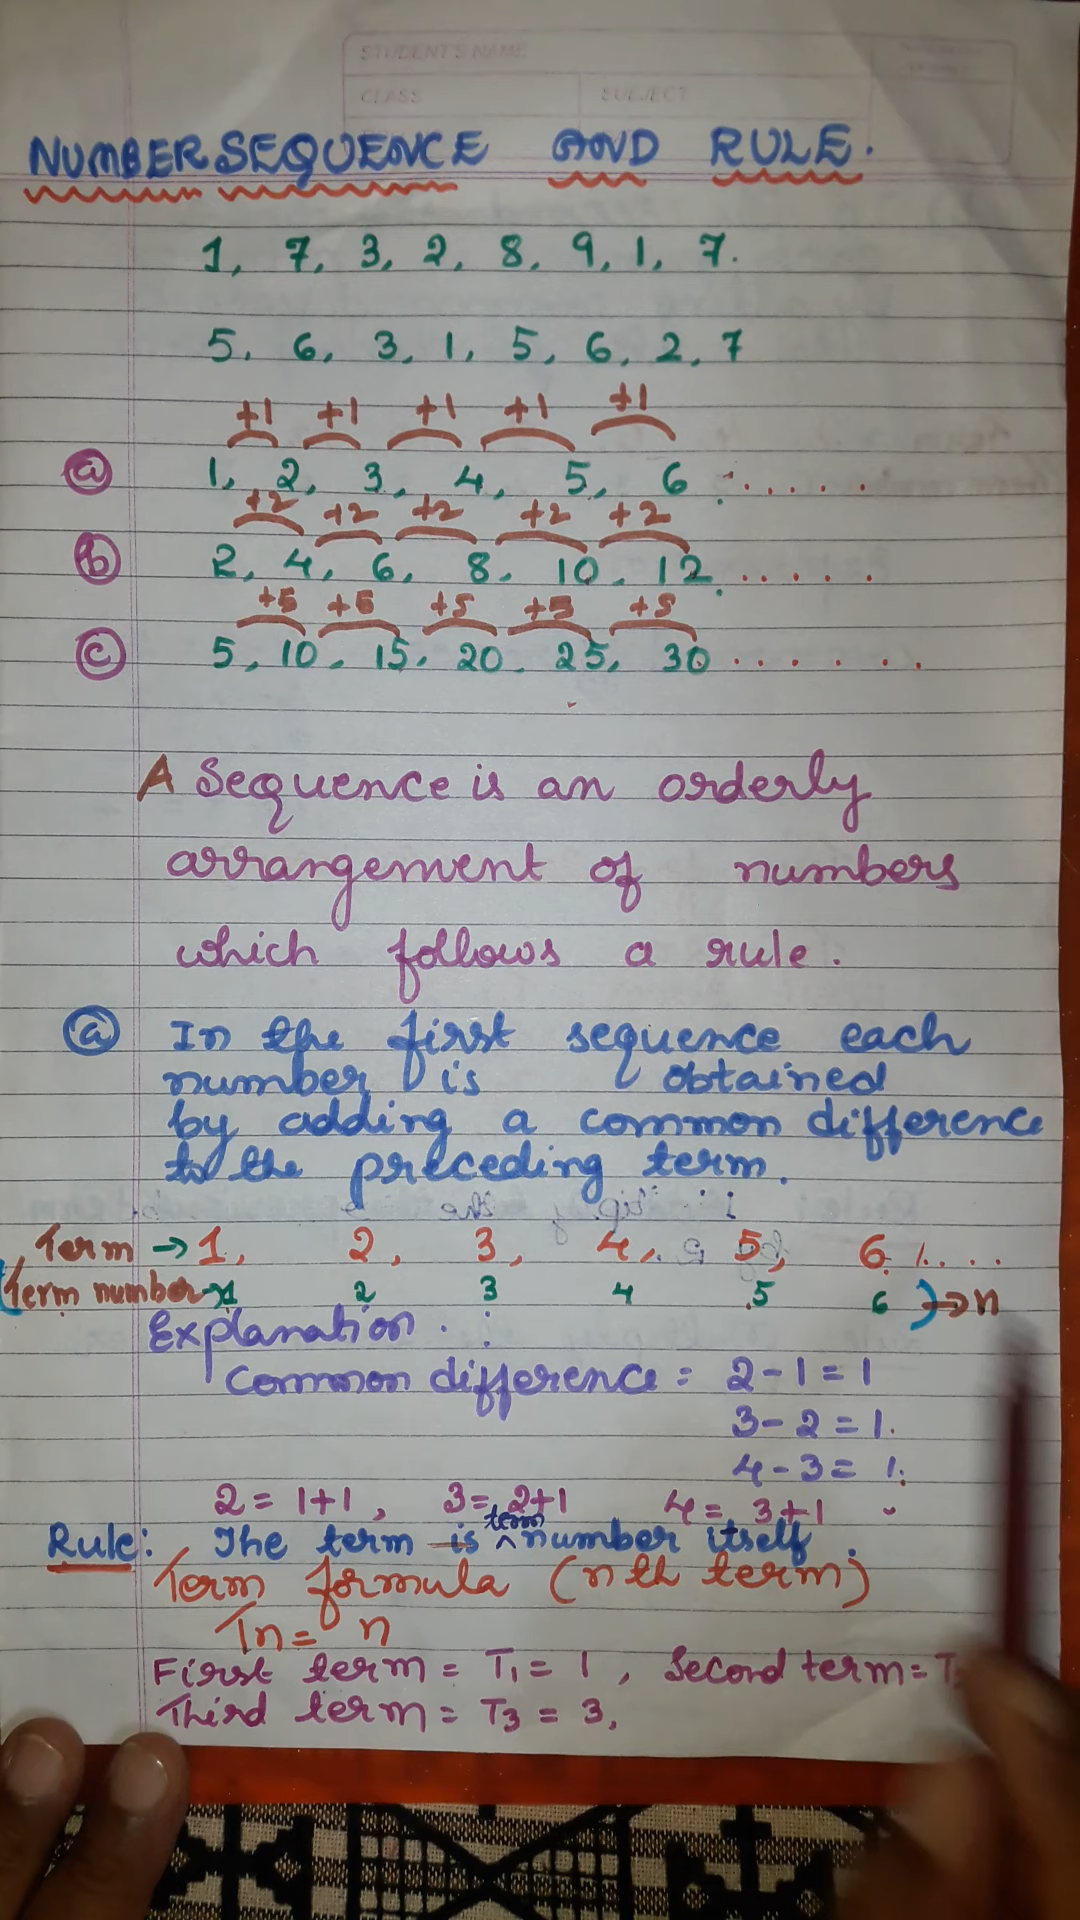 STUDENT'S NAME
CLASS SUBJECT
NUMBER SEQUENCE AND RULE.
1, 7, 3, 2, 8, 9, 1, 7.
5, 6, 3, 1, 5, 6, 2, 7
+1 +1 +1 +1 +1
a 1, 2, 3, 4, 5, 6, ......
+2 +2 +2 +2 +2
b 2, 4, 6, 8, 10, 12, .....
+5 +5 +5 +5 +5
c 5, 10, 15, 20, 25, 30 ......
A Sequence is an orderly
arrangement of numbers
which follows a rule.
a In the first sequence each
number is obtained
by adding a common difference
to the preceding term.
Term → 1, 2, 3, 4, 5, 6, ....
Term number → 1 2 3 4 5 6 → n
Explanation :
Common difference = 2 - 1 = 1
3 - 2 = 1.
4 - 3 = 1.
2 = 1+1, 3 = 2+1 4 = 3+1
Rule: The term is term number itself.
Term formula (nth term)
Tn = n
First term = T1 = 1, Second term = T
Third term = T3 = 3,